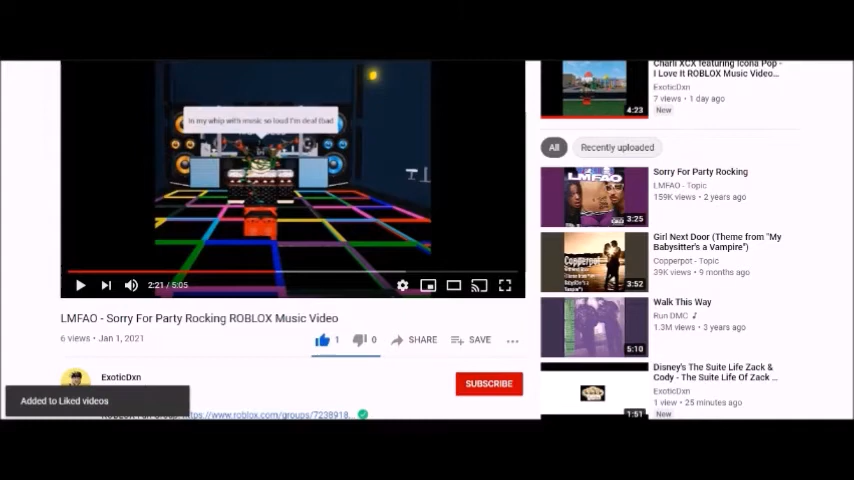 In my whip with music so loud I'm deaf tbad
2:21 / 5:05
LMFAO - Sorry For Party Rocking ROBLOX Music Video
6 views • Jan 1, 2021
1
0
SHARE
SAVE
ExoticDxn
SUBSCRIBE
https://www.roblox.com/groups/7238918...
Added to Liked videos
Charli XCX featuring Icona Pop -
I Love It ROBLOX Music Video...
ExoticDxn
7 views • 1 day ago
New
4:23
All
Recently uploaded
LMFAO
3:25
Sorry For Party Rocking
LMFAO - Topic
159K views • 2 years ago
Copperpot
3:52
Girl Next Door (Theme from "My
Babysitter's a Vampire")
Copperpot - Topic
39K views • 9 months ago
5:10
Walk This Way
Run DMC ♪
1.3M views • 3 years ago
1:51
Disney's The Suite Life Zack &
Cody - The Suite Life Of Zack ...
ExoticDxn
1 view • 25 minutes ago
New